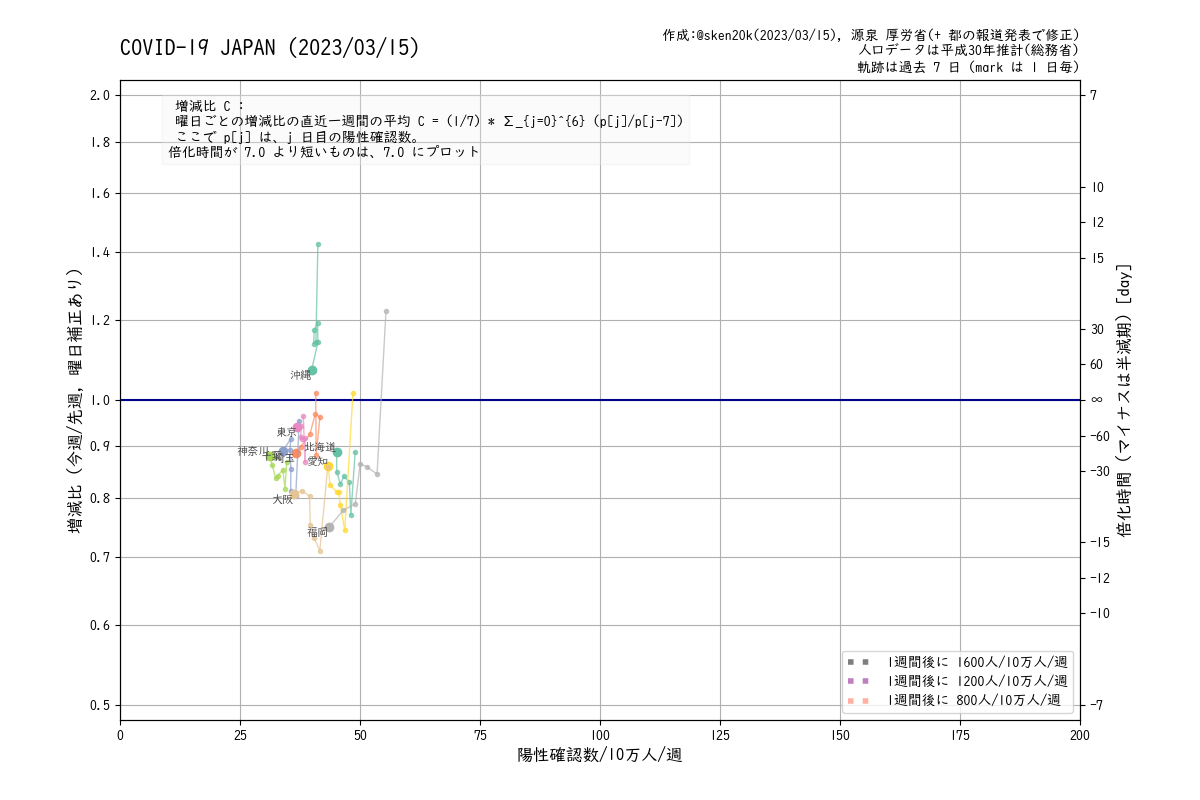 COVID-19 JAPAN (2023/03/15)
作成:@sken20k(2023/03/15), 源泉 厚労省(+ 都の報道発表で修正)
人口データは平成30年推計(総務省)
軌跡は過去 7 日 (mark は 1 日毎)
増減比 C :
曜日ごとの増減比の直近一週間の平均 C = (1/7) * Σ_{j=0}^{6} (p[j]/p[j-7])
ここで p[j] は、j 日目の陽性確認数。
倍化時間が 7.0 より短いものは、7.0 にプロット
増減比 (今週/先週, 曜日補正あり)
2.0
1.8
1.6
1.4
1.2
1.0
0.9
0.8
0.7
0.6
0.5
沖縄
東京
神奈川
千葉
埼玉
北海道
愛知
大阪
福岡
7
10
12
15
30
60
∞
-60
-30
-15
-12
-10
-7
倍化時間 (マイナスは半減期) [day]
1週間後に 1600人/10万人/週
1週間後に 1200人/10万人/週
1週間後に 800人/10万人/週
0 25 50 75 100 125 150 175 200
陽性確認数/10万人/週